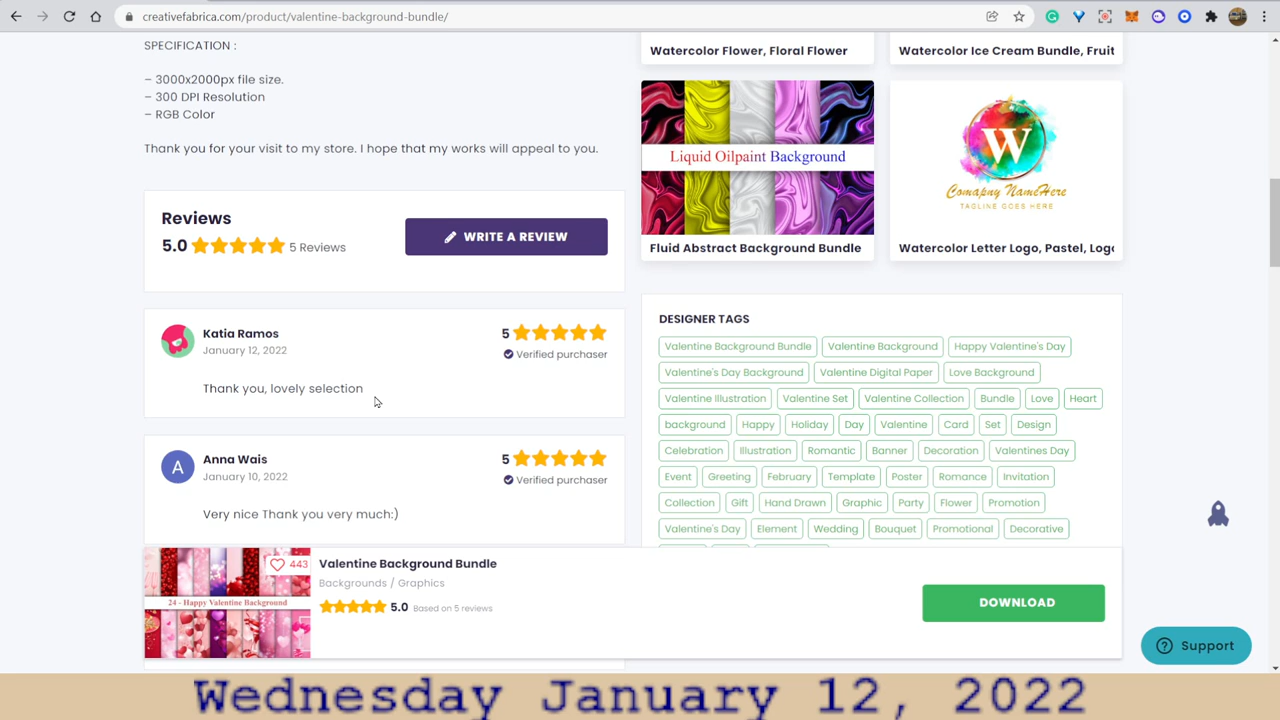 creativefabrica.com/product/valentine-background-bundle/
SPECIFICATION :
– 3000x2000px file size.
– 300 DPI Resolution
– RGB Color
Thank you for your visit to my store. I hope that my works will appeal to you.
Reviews
5.0 5 Reviews
WRITE A REVIEW
Katia Ramos
January 12, 2022
5
Verified purchaser
Thank you, lovely selection
Anna Wais
January 10, 2022
5
Verified purchaser
A
Very nice Thank you very much:)
Watercolor Flower, Floral Flower
Watercolor Ice Cream Bundle, Fruit
Liquid Oilpaint Background
Fluid Abstract Background Bundle
W
Comapny NameHere
TAGLINE GOES HERE
Watercolor Letter Logo, Pastel, Logo
DESIGNER TAGS
Valentine Background Bundle Valentine Background Happy Valentine's Day
Valentine's Day Background Valentine Digital Paper Love Background
Valentine Illustration Valentine Set Valentine Collection Bundle Love Heart
background Happy Holiday Day Valentine Card Set Design
Celebration Illustration Romantic Banner Decoration Valentines Day
Event Greeting February Template Poster Romance Invitation
Collection Gift Hand Drawn Graphic Party Flower Promotion
Valentine's Day Element Wedding Bouquet Promotional Decorative
443
24 - Happy Valentine Background
Valentine Background Bundle
Backgrounds / Graphics
5.0 Based on 5 reviews
DOWNLOAD
Support
Wednesday January 12, 2022